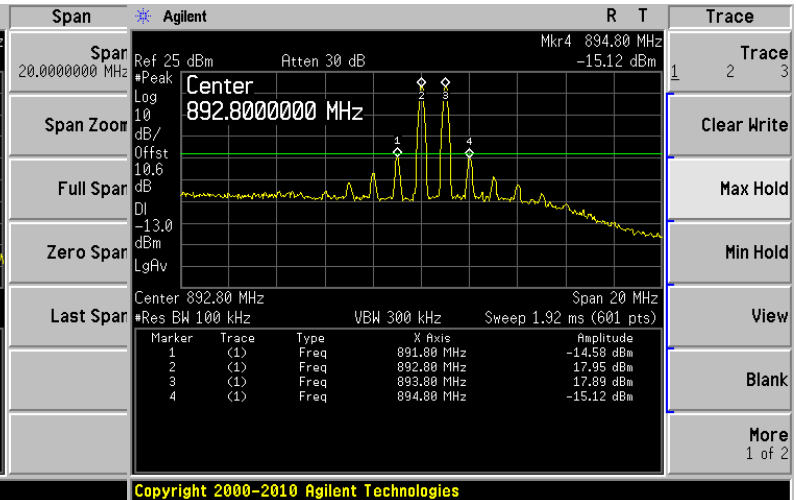 Span
Span
20.0000000 MHz
Span Zoom
Full Span
Zero Span
Last Span
Agilent
R T
Mkr4 894.80 MHz
Ref 25 dBm
Atten 30 dB
-15.12 dBm
#Peak
Log
10
dB/
Offst
10.6
dB
DI
-13.0
dBm
LgAv
Center
892.8000000 MHz
1
2
3
4
Center 892.80 MHz
Span 20 MHz
#Res BW 100 kHz
VBW 300 kHz
Sweep 1.92 ms (601 pts)
Marker Trace Type X Axis Amplitude
1 (1) Freq 891.80 MHz -14.58 dBm
2 (1) Freq 892.80 MHz 17.95 dBm
3 (1) Freq 893.80 MHz 17.89 dBm
4 (1) Freq 894.80 MHz -15.12 dBm
Copyright 2000-2010 Agilent Technologies
Trace
Trace
1 2 3
Clear Write
Max Hold
Min Hold
View
Blank
More
1 of 2